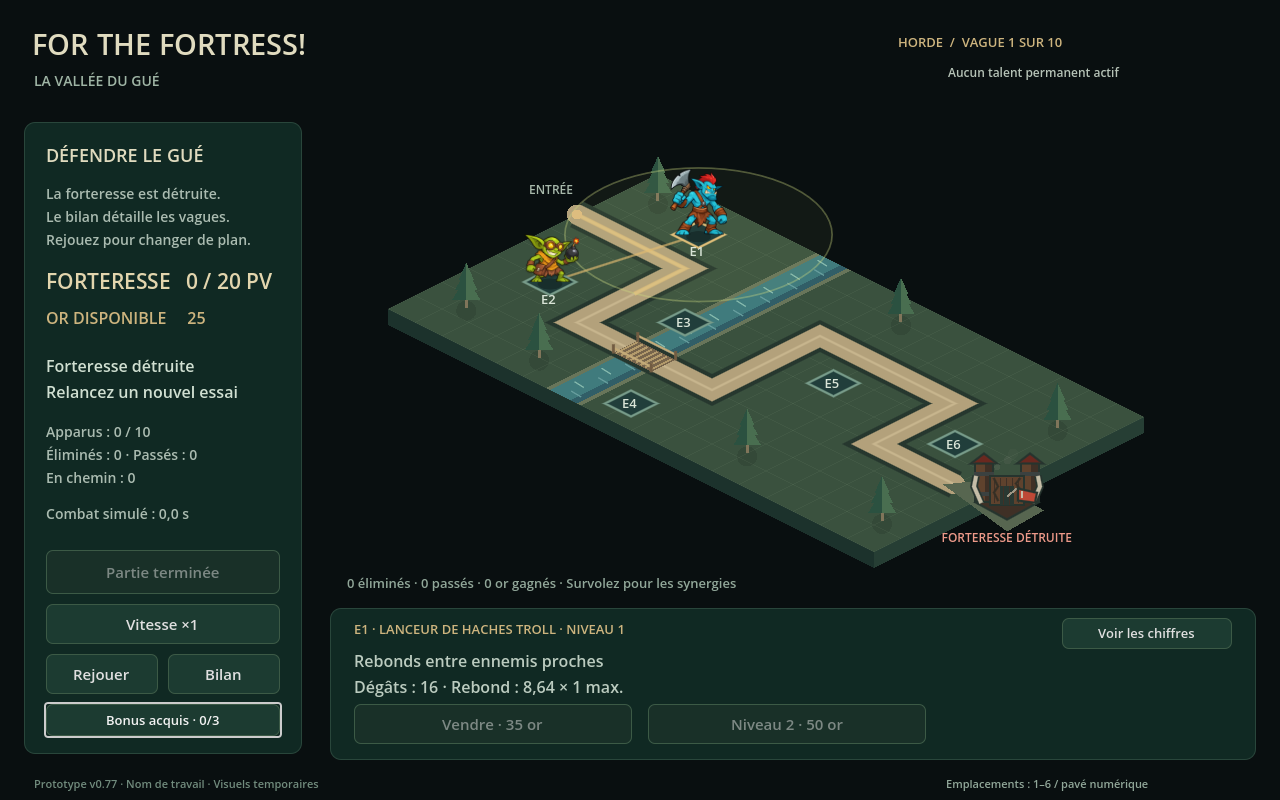 FOR THE FORTRESS!
LA VALLÉE DU GUÉ
HORDE / VAGUE 1 SUR 10
Aucun talent permanent actif
DÉFENDRE LE GUÉ
La forteresse est détruite.
Le bilan détaille les vagues.
Rejouez pour changer de plan.
FORTERESSE 0 / 20 PV
OR DISPONIBLE 25
Forteresse détruite
Relancez un nouvel essai
Apparus : 0 / 10
Éliminés : 0 · Passés : 0
En chemin : 0
Combat simulé : 0,0 s
Partie terminée
Vitesse ×1
Rejouer
Bilan
Bonus acquis · 0/3
ENTRÉE
E1
E2
E3
E4
E5
E6
FORTERESSE DÉTRUITE
0 éliminés · 0 passés · 0 or gagnés · Survolez pour les synergies
E1 · LANCEUR DE HACHES TROLL · NIVEAU 1
Voir les chiffres
Rebonds entre ennemis proches
Dégâts : 16 · Rebond : 8,64 × 1 max.
Vendre · 35 or
Niveau 2 · 50 or
Prototype v0.77 · Nom de travail · Visuels temporaires
Emplacements : 1–6 / pavé numérique